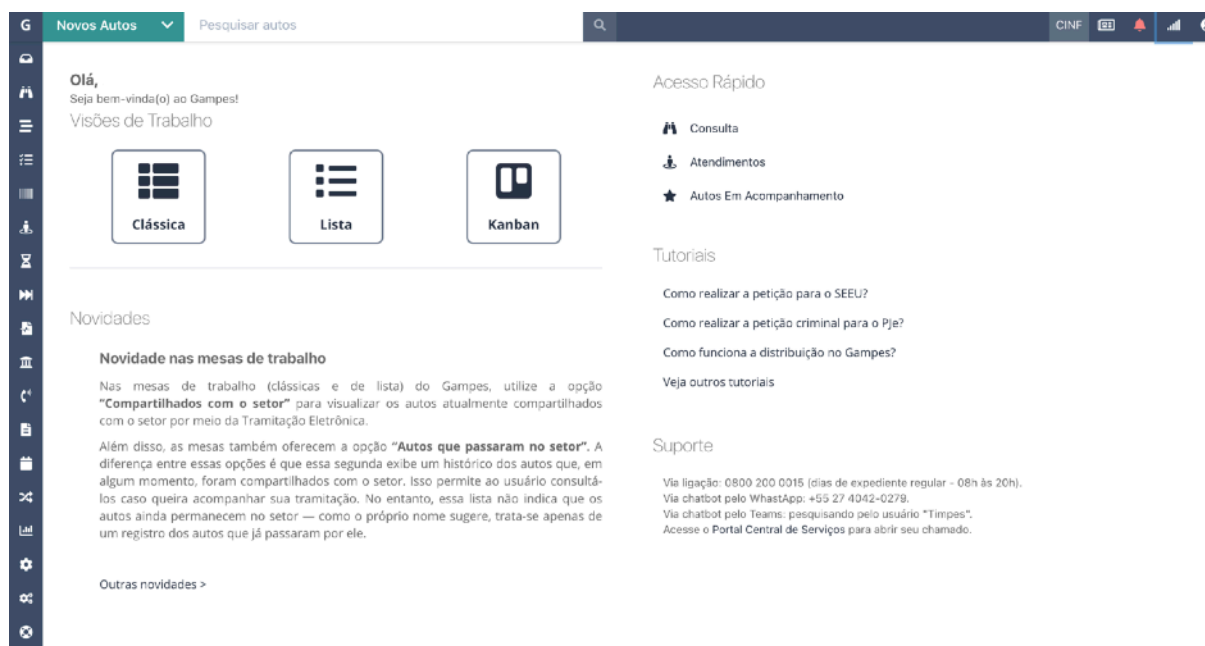 G Novos Autos Pesquisar autos CINF
Olá,
Seja bem-vinda(o) ao Gampes!
Visões de Trabalho
Clássica Lista Kanban
Novidades
Novidade nas mesas de trabalho
Nas mesas de trabalho (clássicas e de lista) do Gampes, utilize a opção
“Compartilhados com o setor” para visualizar os autos atualmente compartilhados
com o setor por meio da Tramitação Eletrônica.
Além disso, as mesas também oferecem a opção “Autos que passaram no setor”. A
diferença entre essas opções é que essa segunda exibe um histórico dos autos que, em
algum momento, foram compartilhados com o setor. Isso permite ao usuário consultá-
los caso queira acompanhar sua tramitação. No entanto, essa lista não indica que os
autos ainda permanecem no setor — como o próprio nome sugere, trata-se apenas de
um registro dos autos que já passaram por ele.
Outras novidades >
Acesso Rápido
Consulta
Atendimentos
Autos Em Acompanhamento
Tutoriais
Como realizar a petição para o SEEU?
Como realizar a petição criminal para o PJe?
Como funciona a distribuição no Gampes?
Veja outros tutoriais
Suporte
Via ligação: 0800 200 0015 (dias de expediente regular - 08h às 20h).
Via chatbot pelo WhastApp: +55 27 4042-0279.
Via chatbot pelo Teams: pesquisando pelo usuário "Timpes".
Acesse o Portal Central de Serviços para abrir seu chamado.